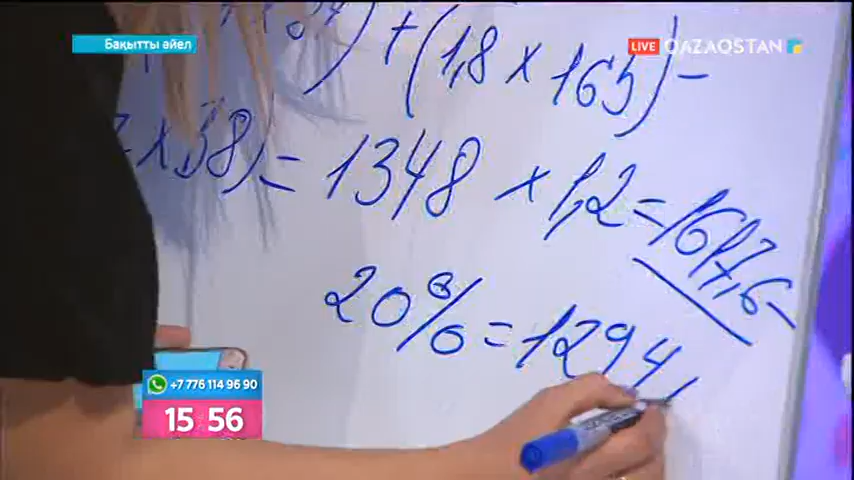 Бақытты әйел
LIVE QAZAQSTAN
) + (1,8 × 165) -
× 38) = 1348 × 1,2 = 1617,6 -
20% = 1294,
+7 776 114 96 90
15 56